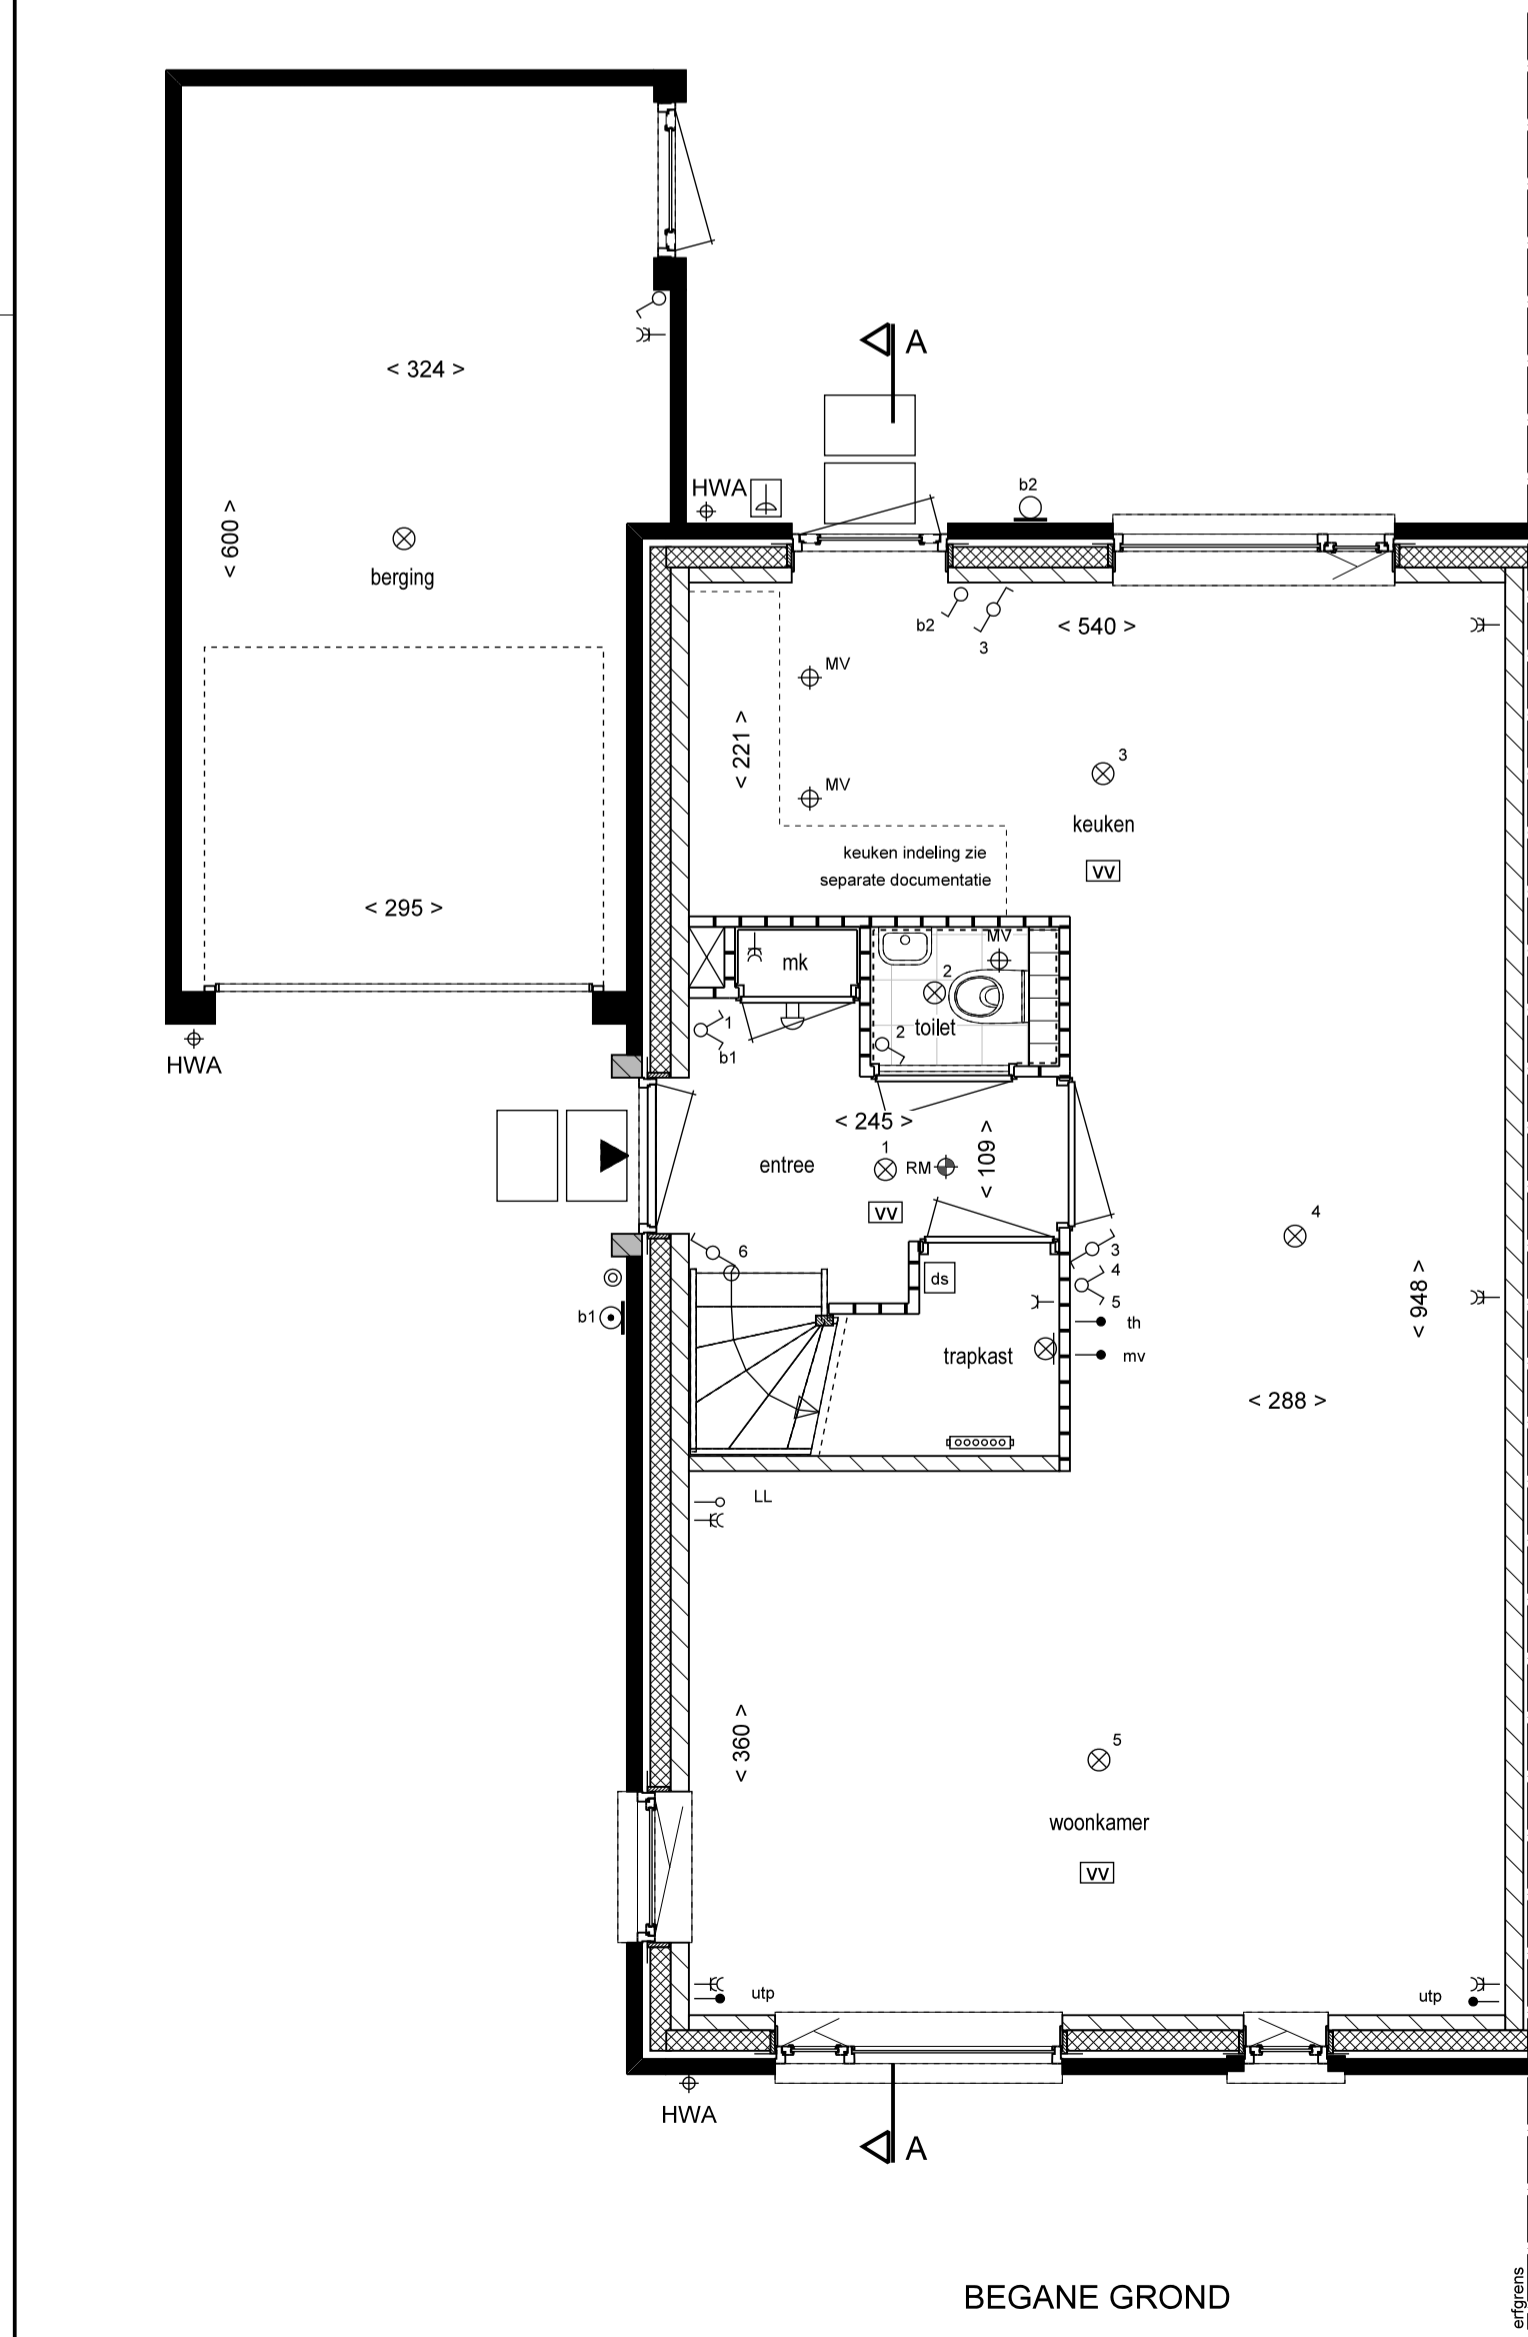 A
< 324 >
HWA
b2
< 600 >
berging
b2
3
< 540 >
MV
< 221 >
3
MV
keuken
keuken indeling zie
separate documentatie
VV
< 295 >
MV
mk
2
toilet
2
1
b1
HWA
< 245 >
< 109 >
1
entree
RM
VV
4
6
3
4
5
ds
th
b1
trapkast
mv
< 948 >
< 288 >
LL
< 360 >
5
woonkamer
VV
utp
utp
HWA
A
BEGANE GROND
erfgrens